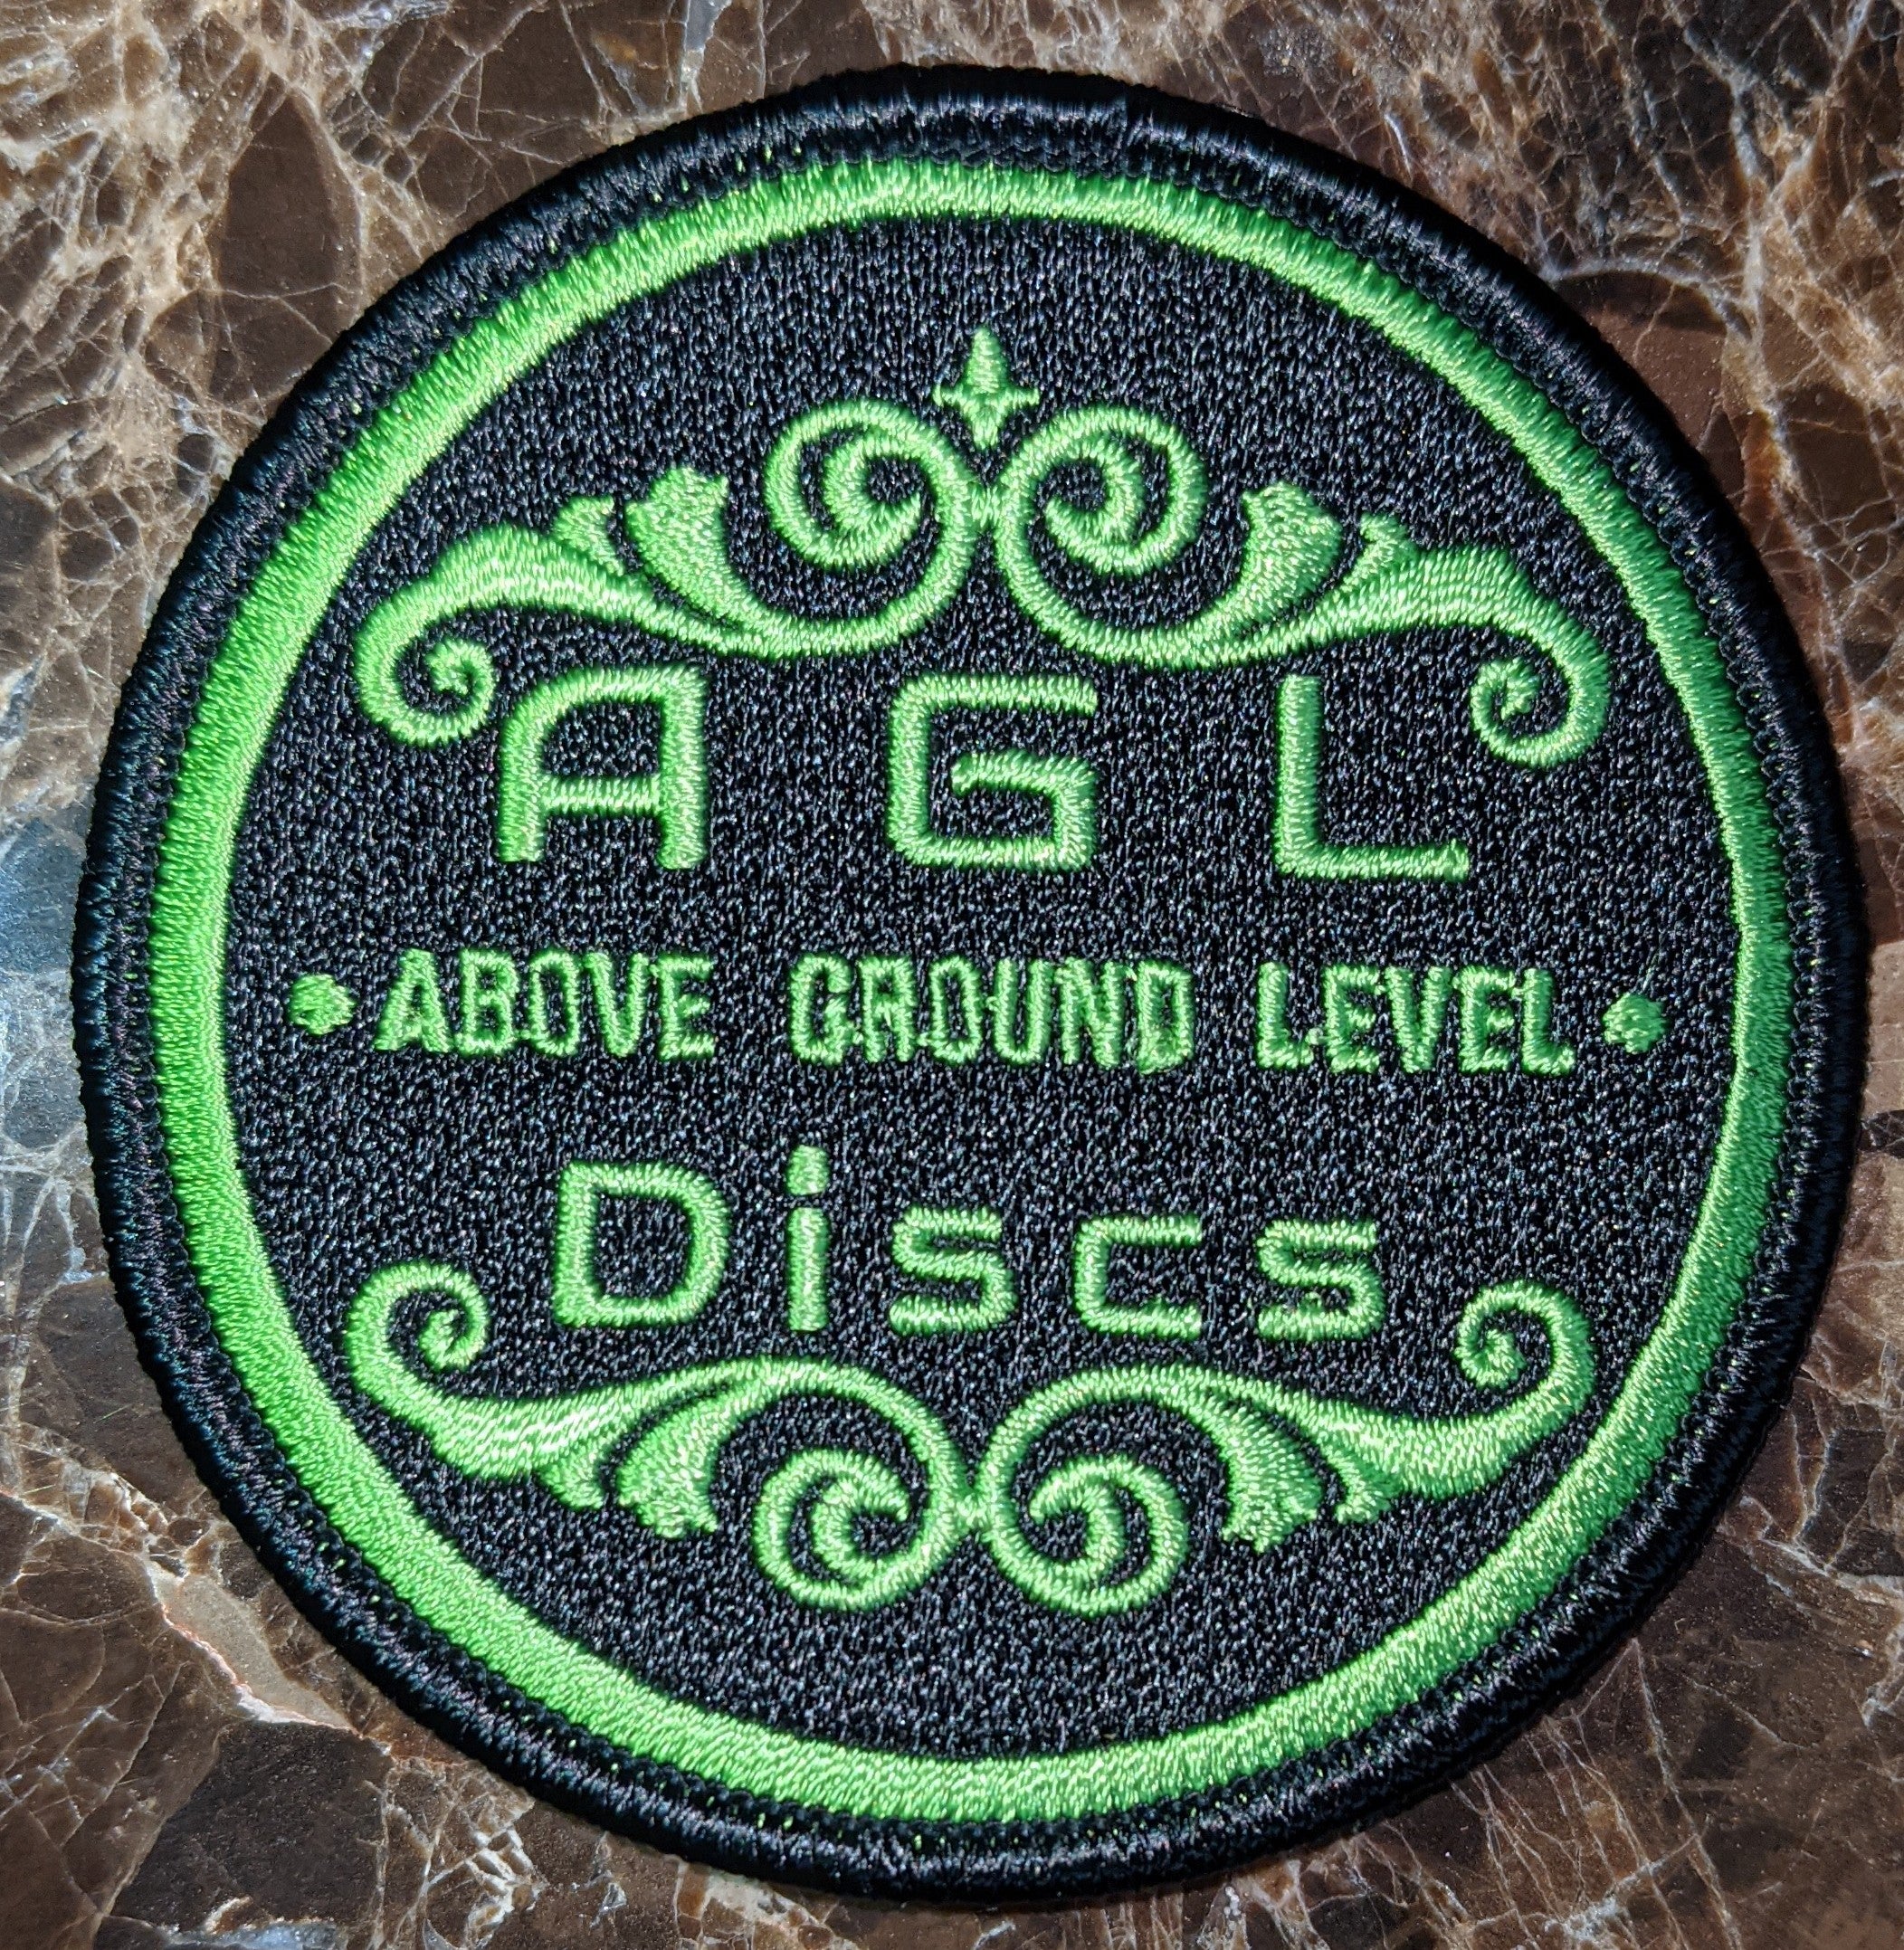 AGL
• ABOVE GROUND LEVEL •
Discs